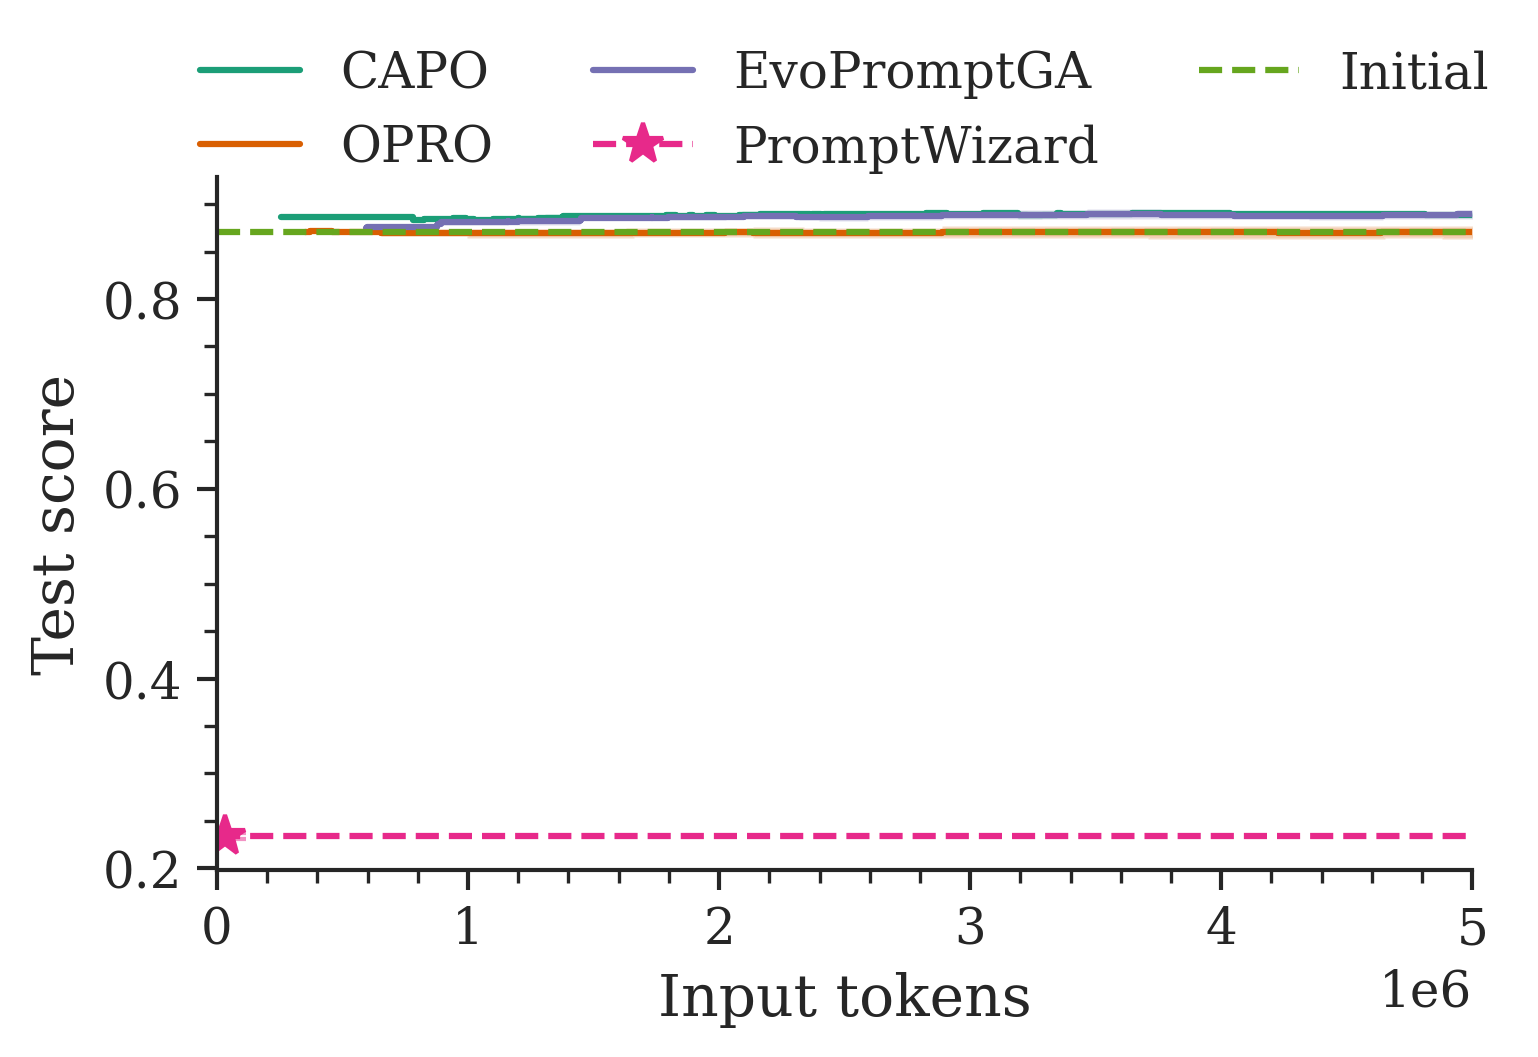 CAPO EvoPromptGA Initial
OPRO PromptWizard
0.8
0.6
0.4
0.2
Test score
0 1 2 3 4 5
1e6
Input tokens